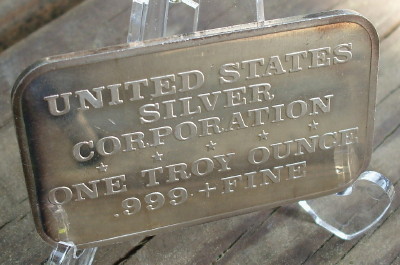 UNITED STATES
SILVER
CORPORATION
ONE TROY OUNCE
.999 + FINE